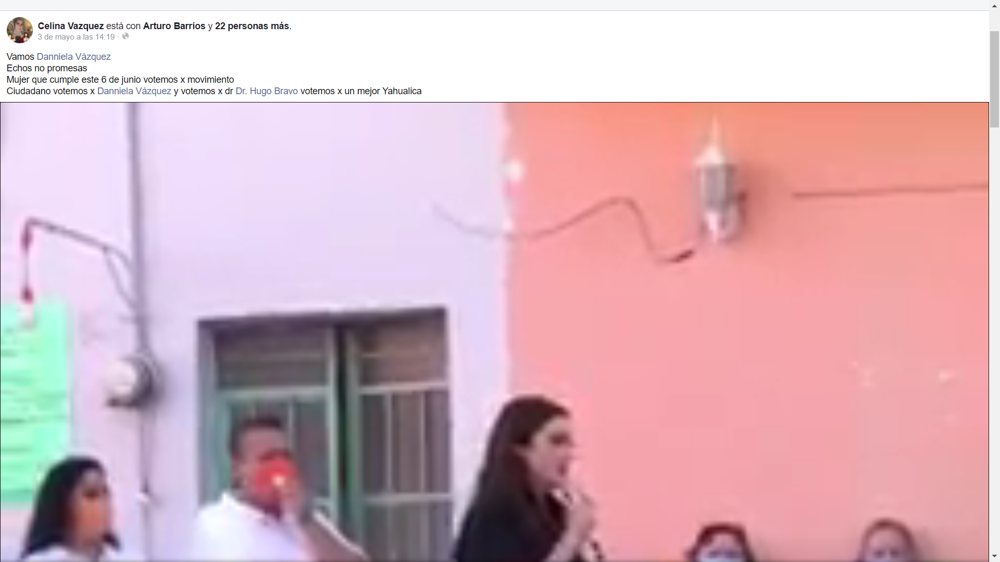 Celina Vazquez está con Arturo Barrios y 22 personas más.
3 de mayo a las 14:19 ·
Vamos Danniela Vázquez
Echos no promesas
Mujer que cumple este 6 de junio votemos x movimiento
Ciudadano votemos x Danniela Vázquez y votemos x dr Dr. Hugo Bravo votemos x un mejor Yahualica